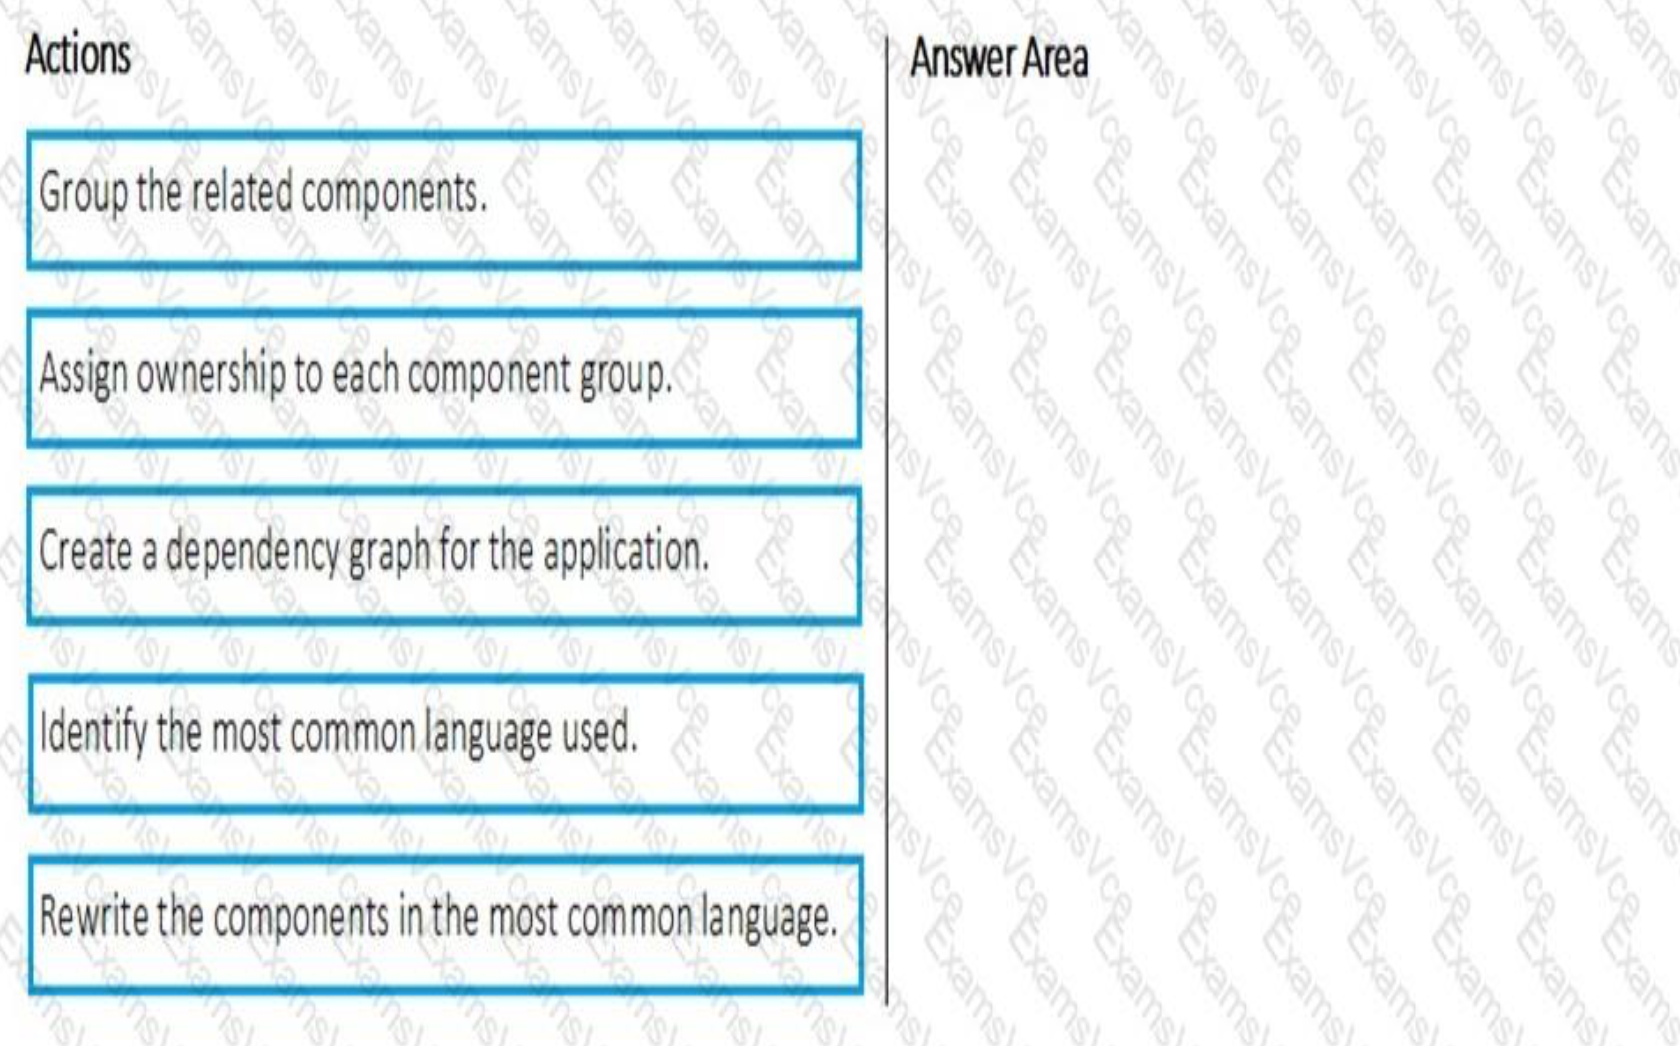 Actions
Group the related components.
Assign ownership to each component group.
Create a dependency graph for the application.
Identify the most common language used.
Rewrite the components in the most common language.
Answer Area
ExamsVce